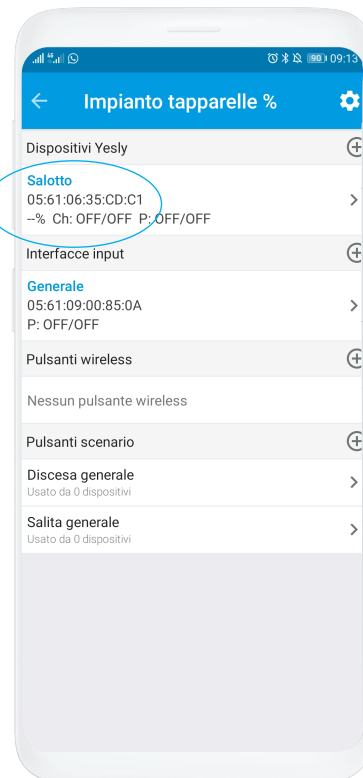 90 09:13
Impianto tapparelle %
Dispositivi Yesly
Salotto
05:61:06:35:CD:C1
--% Ch: OFF/OFF P: OFF/OFF
Interfacce input
Generale
05:61:09:00:85:0A
P: OFF/OFF
Pulsanti wireless
Nessun pulsante wireless
Pulsanti scenario
Discesa generale
Usato da 0 dispositivi
Salita generale
Usato da 0 dispositivi